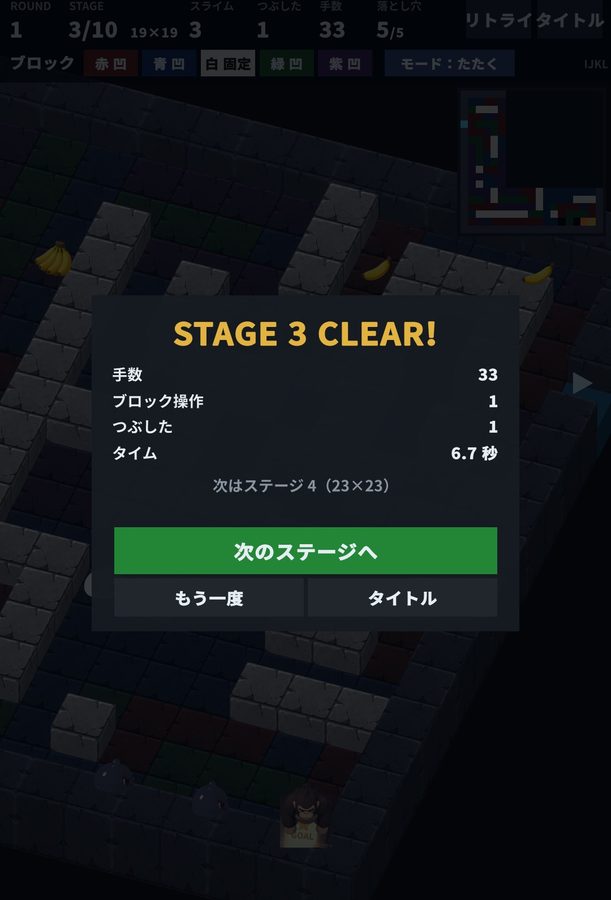 ROUND STAGE スライム つぶした 手数 落とし穴
1 3/10 19×19 3 1 33 5/5 リトライ タイトル
ブロック 赤 凹 青 凹 白 固定 緑 凹 紫 凹 モード：たたく IJKL
STAGE 3 CLEAR!
手数 33
ブロック操作 1
つぶした 1
タイム 6.7 秒
次はステージ 4（23×23）
次のステージへ
もう一度 タイトル
GOAL